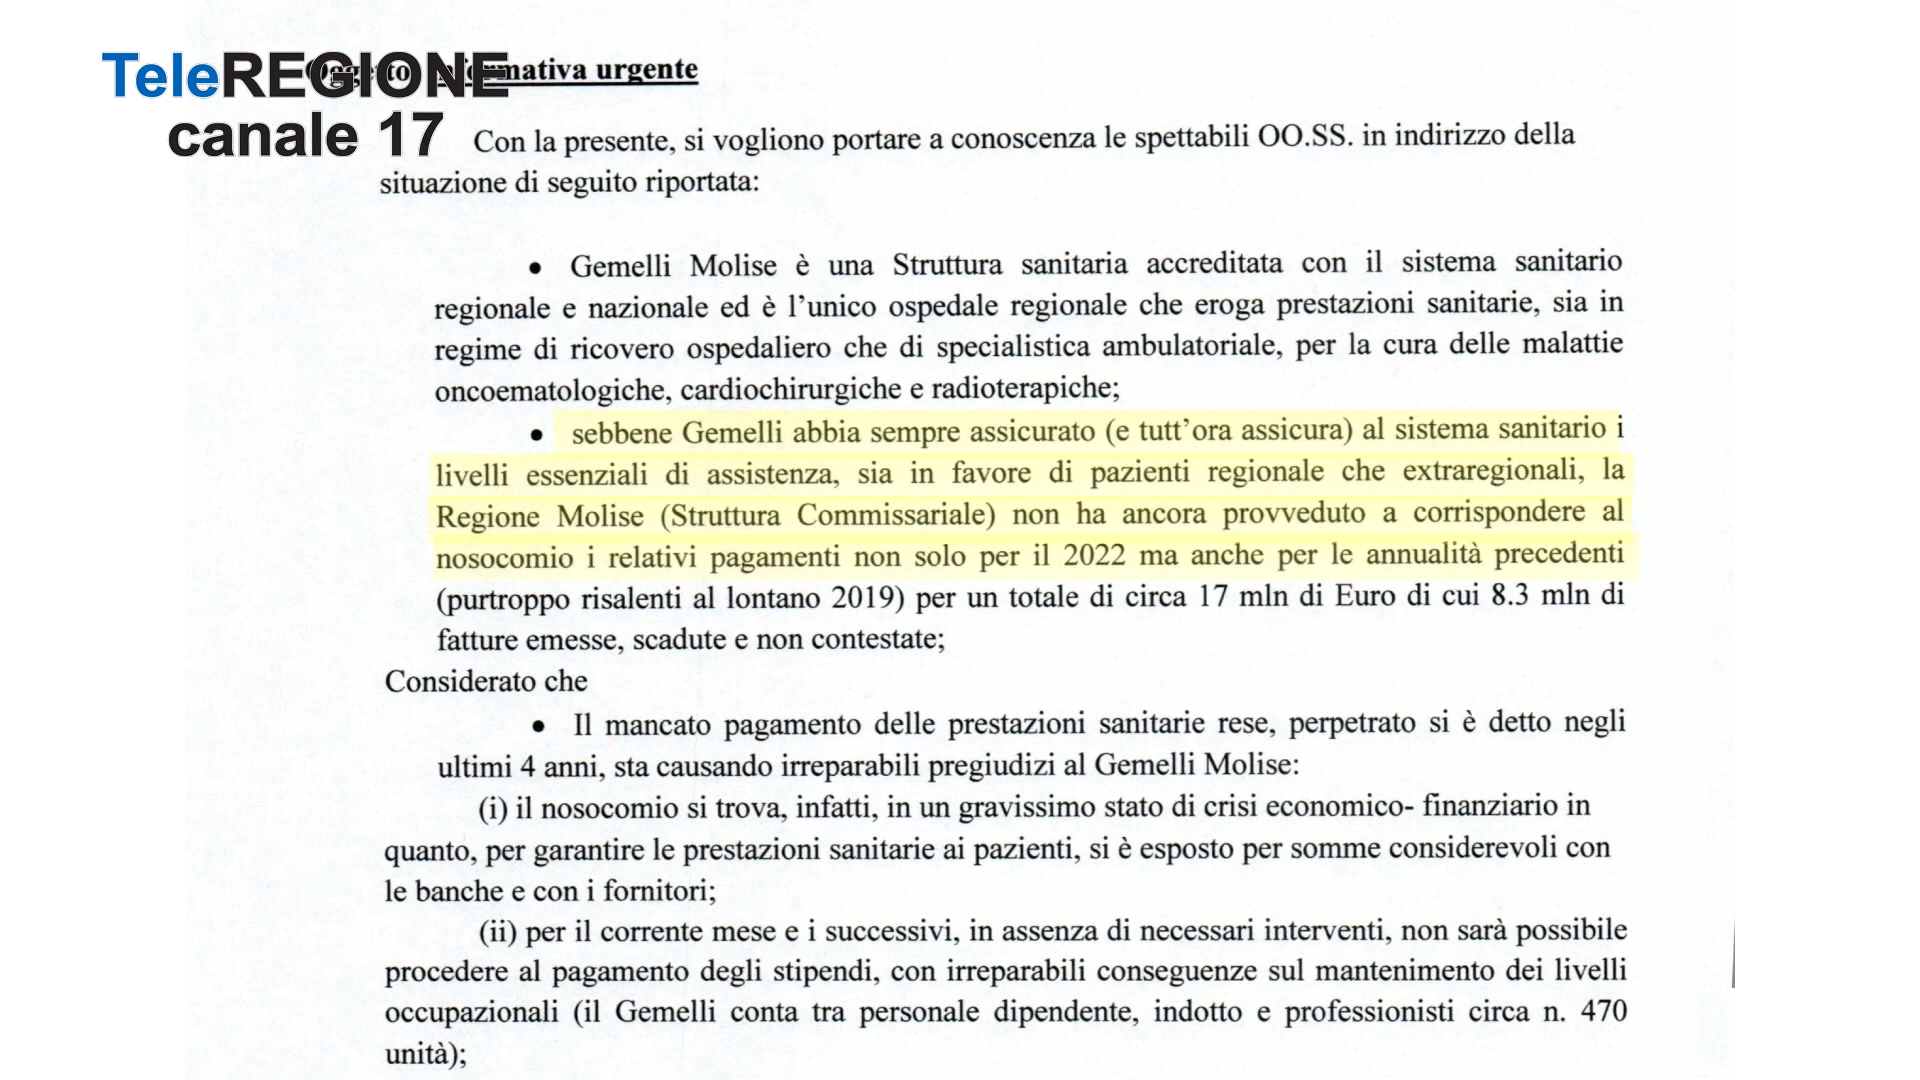 TeleREGIONE
canale 17
mativa urgente
Con la presente, si vogliono portare a conoscenza le spettabili OO.SS. in indirizzo della
situazione di seguito riportata:
• Gemelli Molise è una Struttura sanitaria accreditata con il sistema sanitario
regionale e nazionale ed è l’unico ospedale regionale che eroga prestazioni sanitarie, sia in
regime di ricovero ospedaliero che di specialistica ambulatoriale, per la cura delle malattie
oncoematologiche, cardiochirurgiche e radioterapiche;
• sebbene Gemelli abbia sempre assicurato (e tutt’ora assicura) al sistema sanitario i
livelli essenziali di assistenza, sia in favore di pazienti regionale che extraregionali, la
Regione Molise (Struttura Commissariale) non ha ancora provveduto a corrispondere al
nosocomio i relativi pagamenti non solo per il 2022 ma anche per le annualità precedenti
(purtroppo risalenti al lontano 2019) per un totale di circa 17 mln di Euro di cui 8.3 mln di
fatture emesse, scadute e non contestate;
Considerato che
• Il mancato pagamento delle prestazioni sanitarie rese, perpetrato si è detto negli
ultimi 4 anni, sta causando irreparabili pregiudizi al Gemelli Molise:
(i) il nosocomio si trova, infatti, in un gravissimo stato di crisi economico- finanziario in
quanto, per garantire le prestazioni sanitarie ai pazienti, si è esposto per somme considerevoli con
le banche e con i fornitori;
(ii) per il corrente mese e i successivi, in assenza di necessari interventi, non sarà possibile
procedere al pagamento degli stipendi, con irreparabili conseguenze sul mantenimento dei livelli
occupazionali (il Gemelli conta tra personale dipendente, indotto e professionisti circa n. 470
unità);